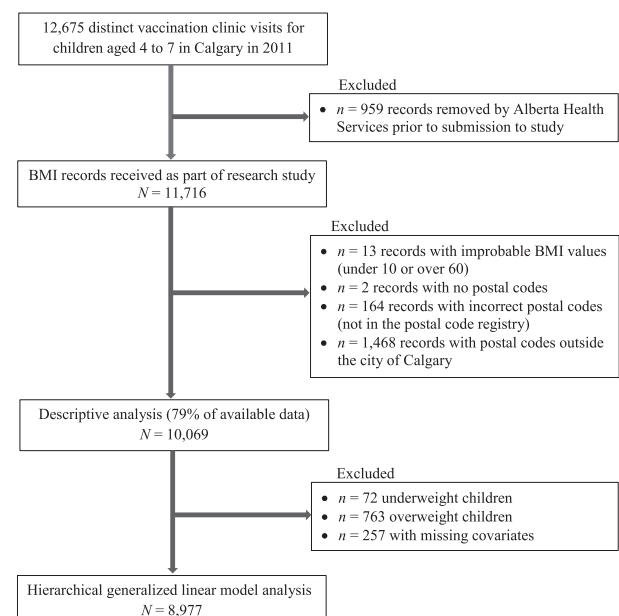 12,675 distinct vaccination clinic visits for
children aged 4 to 7 in Calgary in 2011
Excluded
• n = 959 records removed by Alberta Health
Services prior to submission to study
BMI records received as part of research study
N = 11,716
Excluded
• n = 13 records with improbable BMI values
(under 10 or over 60)
• n = 2 records with no postal codes
• n = 164 records with incorrect postal codes
(not in the postal code registry)
• n = 1,468 records with postal codes outside
the city of Calgary
Descriptive analysis (79% of available data)
N = 10,069
Excluded
• n = 72 underweight children
• n = 763 overweight children
• n = 257 with missing covariates
Hierarchical generalized linear model analysis
N = 8,977